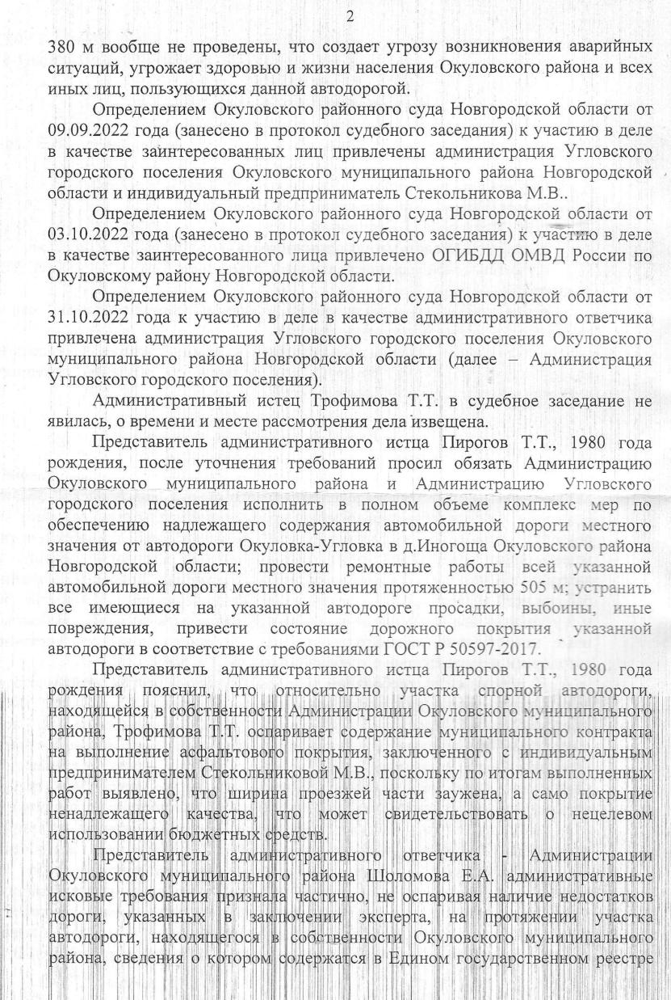 2
380 м вообще не проведены, что создает угрозу возникновения аварийных
ситуаций, угрожает здоровью и жизни населения Окуловского района и всех
иных лиц, пользующихся данной автодорогой.
Определением Окуловского районного суда Новгородской области от
09.09.2022 года (занесено в протокол судебного заседания) к участию в деле
в качестве заинтересованных лиц привлечены администрация Угловского
городского поселения Окуловского муниципального района Новгородской
области и индивидуальный предприниматель Стекольникова М.В..
Определением Окуловского районного суда Новгородской области от
03.10.2022 года (занесено в протокол судебного заседания) к участию в деле
в качестве заинтересованного лица привлечено ОГИБДД ОМВД России по
Окуловскому району Новгородской области.
Определением Окуловского районного суда Новгородской области от
31.10.2022 года к участию в деле в качестве административного ответчика
привлечена администрация Угловского городского поселения Окуловского
муниципального района Новгородской области (далее – Администрация
Угловского городского поселения).
Административный истец Трофимова Т.Т. в судебное заседание не
явилась, о времени и месте рассмотрения дела извещена.
Представитель административного истца Пирогов Т.Т., 1980 года
рождения, после уточнения требований просил обязать Администрацию
Окуловского муниципального района и Администрацию Угловского
городского поселения исполнить в полном объеме комплекс мер по
обеспечению надлежащего содержания автомобильной дороги местного
значения от автодороги Окуловка-Угловка в д.Иногоща Окуловского района
Новгородской области; провести ремонтные работы всей указанной
автомобильной дороги местного значения протяженностью 505 м; устранить
все имеющиеся на указанной автодороге просадки, выбоины, иные
повреждения, привести состояние дорожного покрытия указанной
автодороги в соответствие с требованиями ГОСТ Р 50597-2017.
Представитель административного истца Пирогов Т.Т., 1980 года
рождения пояснил, что относительно участка спорной автодороги,
находящейся в собственности Администрации Окуловского муниципального
района, Трофимова Т.Т. оспаривает содержание муниципального контракта
на выполнение асфальтового покрытия, заключенного с индивидуальным
предпринимателем Стекольниковой М.В., поскольку по итогам выполненных
работ выявлено, что ширина проезжей части заужена, а само покрытие
ненадлежащего качества, что может свидетельствовать о нецелевом
использовании бюджетных средств.
Представитель административного ответчика - Администрации
Окуловского муниципального района Шоломова Е.А. административные
исковые требования признала частично, не оспаривая наличие недостатков
дороги, указанных в заключении эксперта, на протяжении участка
автодороги, находящегося в собственности Окуловского муниципального
района, сведения о котором содержатся в Едином государственном реестре